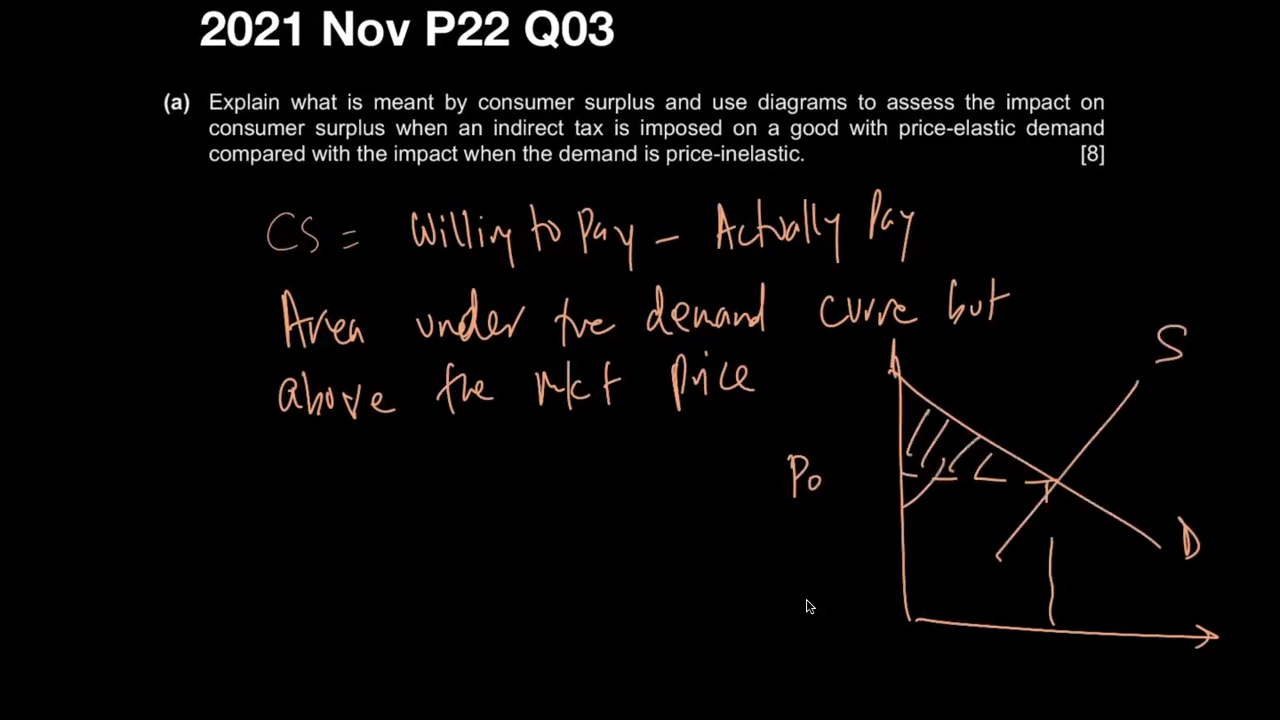 2021 Nov P22 Q03
(a) Explain what is meant by consumer surplus and use diagrams to assess the impact on
consumer surplus when an indirect tax is imposed on a good with price-elastic demand
compared with the impact when the demand is price-inelastic. [8]
CS = Willing to Pay - Actually Pay
Area under the demand curve but
above the mkt price
S
Po
D